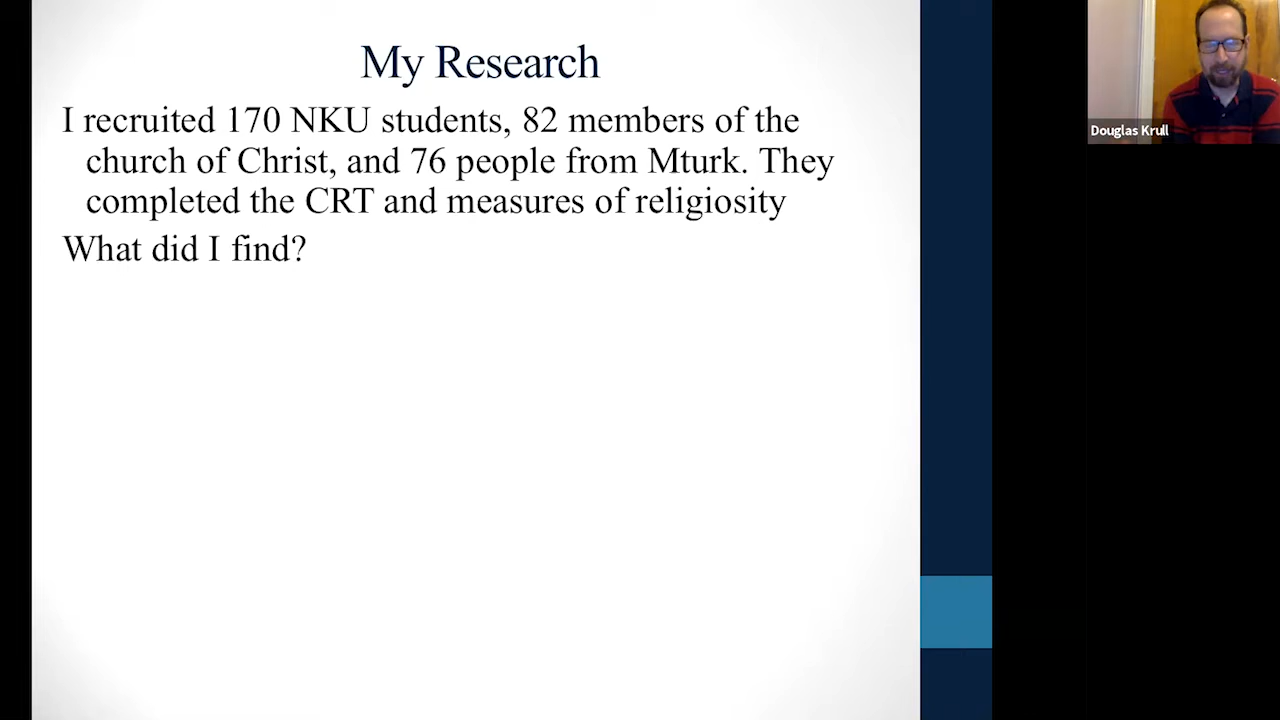 My Research
I recruited 170 NKU students, 82 members of the
church of Christ, and 76 people from Mturk. They
completed the CRT and measures of religiosity
What did I find?
Douglas Krull